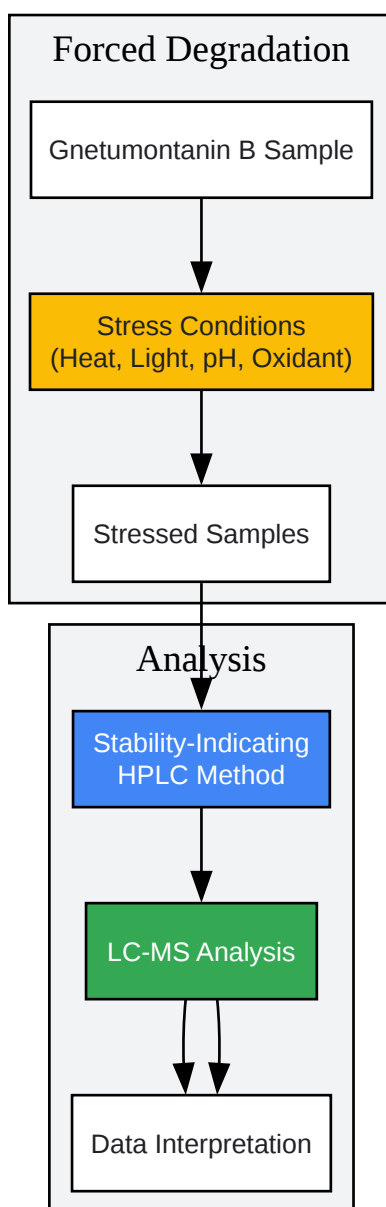 Forced Degradation
Gnetumontanin B Sample
Stress Conditions
(Heat, Light, pH, Oxidant)
Stressed Samples
Analysis
Stability-Indicating
HPLC Method
LC-MS Analysis
Data Interpretation